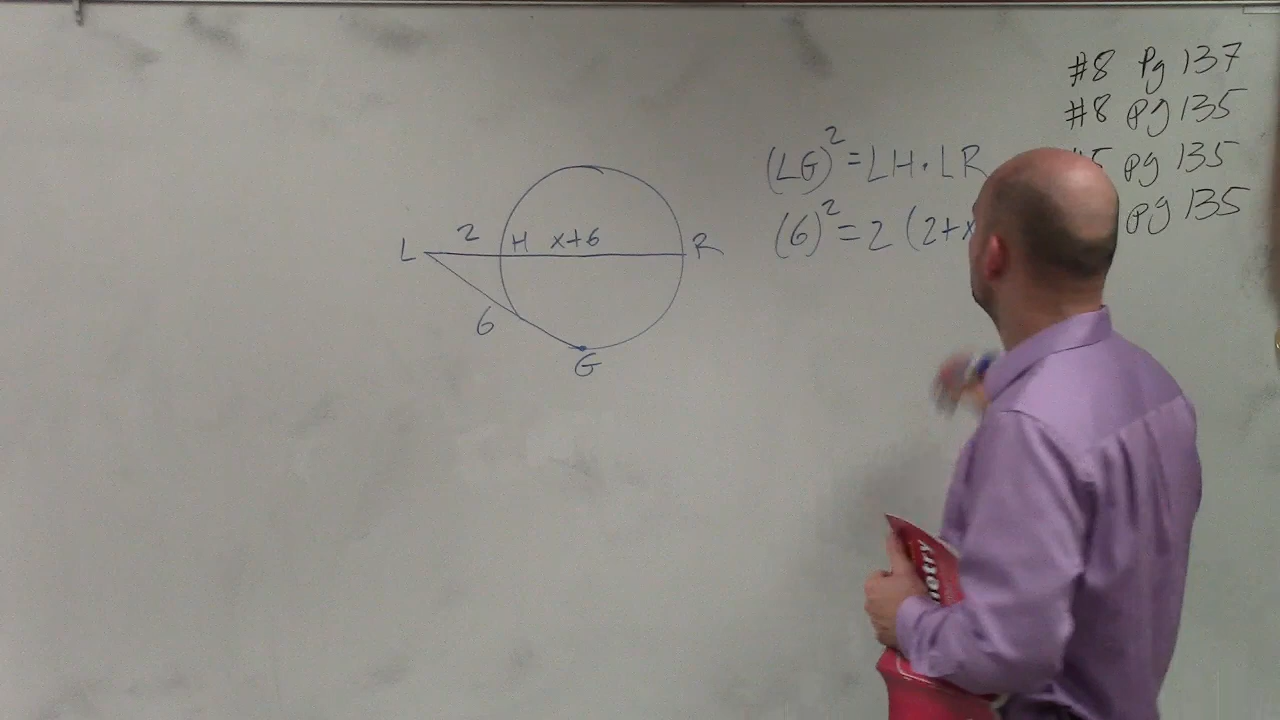 #8 Pg 137
#8 pg 135
pg 135
pg 135
(LG)² = LH · LR
(6)² = 2 (2+x
L 2 H x+6 R
6
G